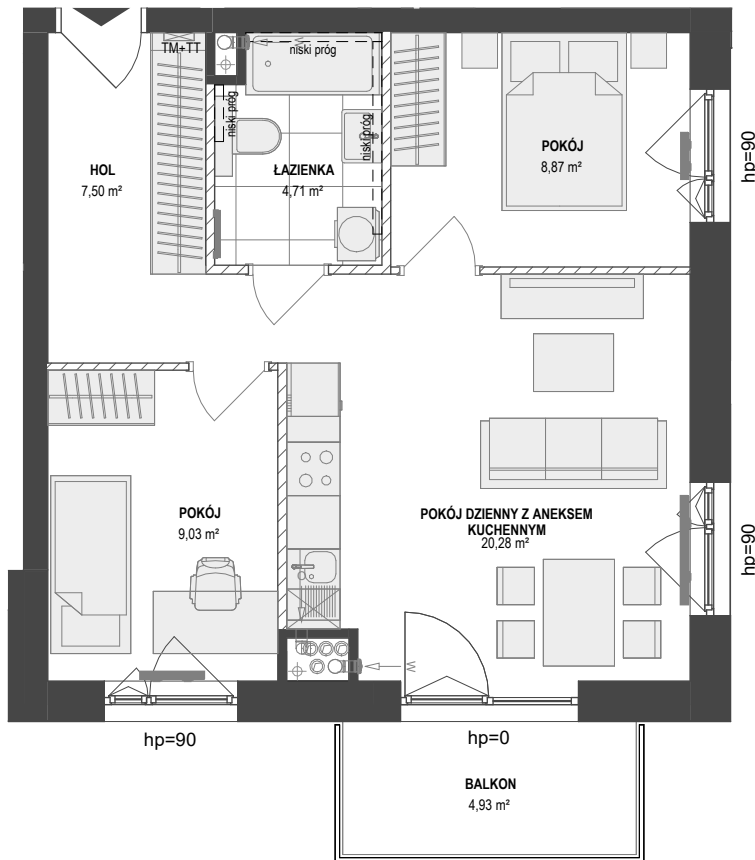 TM+TT
niski próg
niski próg
niski próg
HOL
7,50 m²
ŁAZIENKA
4,71 m²
POKÓJ
8,87 m²
hp=90
POKÓJ
9,03 m²
POKÓJ DZIENNY Z ANEKSEM
KUCHENNYM
20,28 m²
hp=90
W
hp=90
hp=0
BALKON
4,93 m²